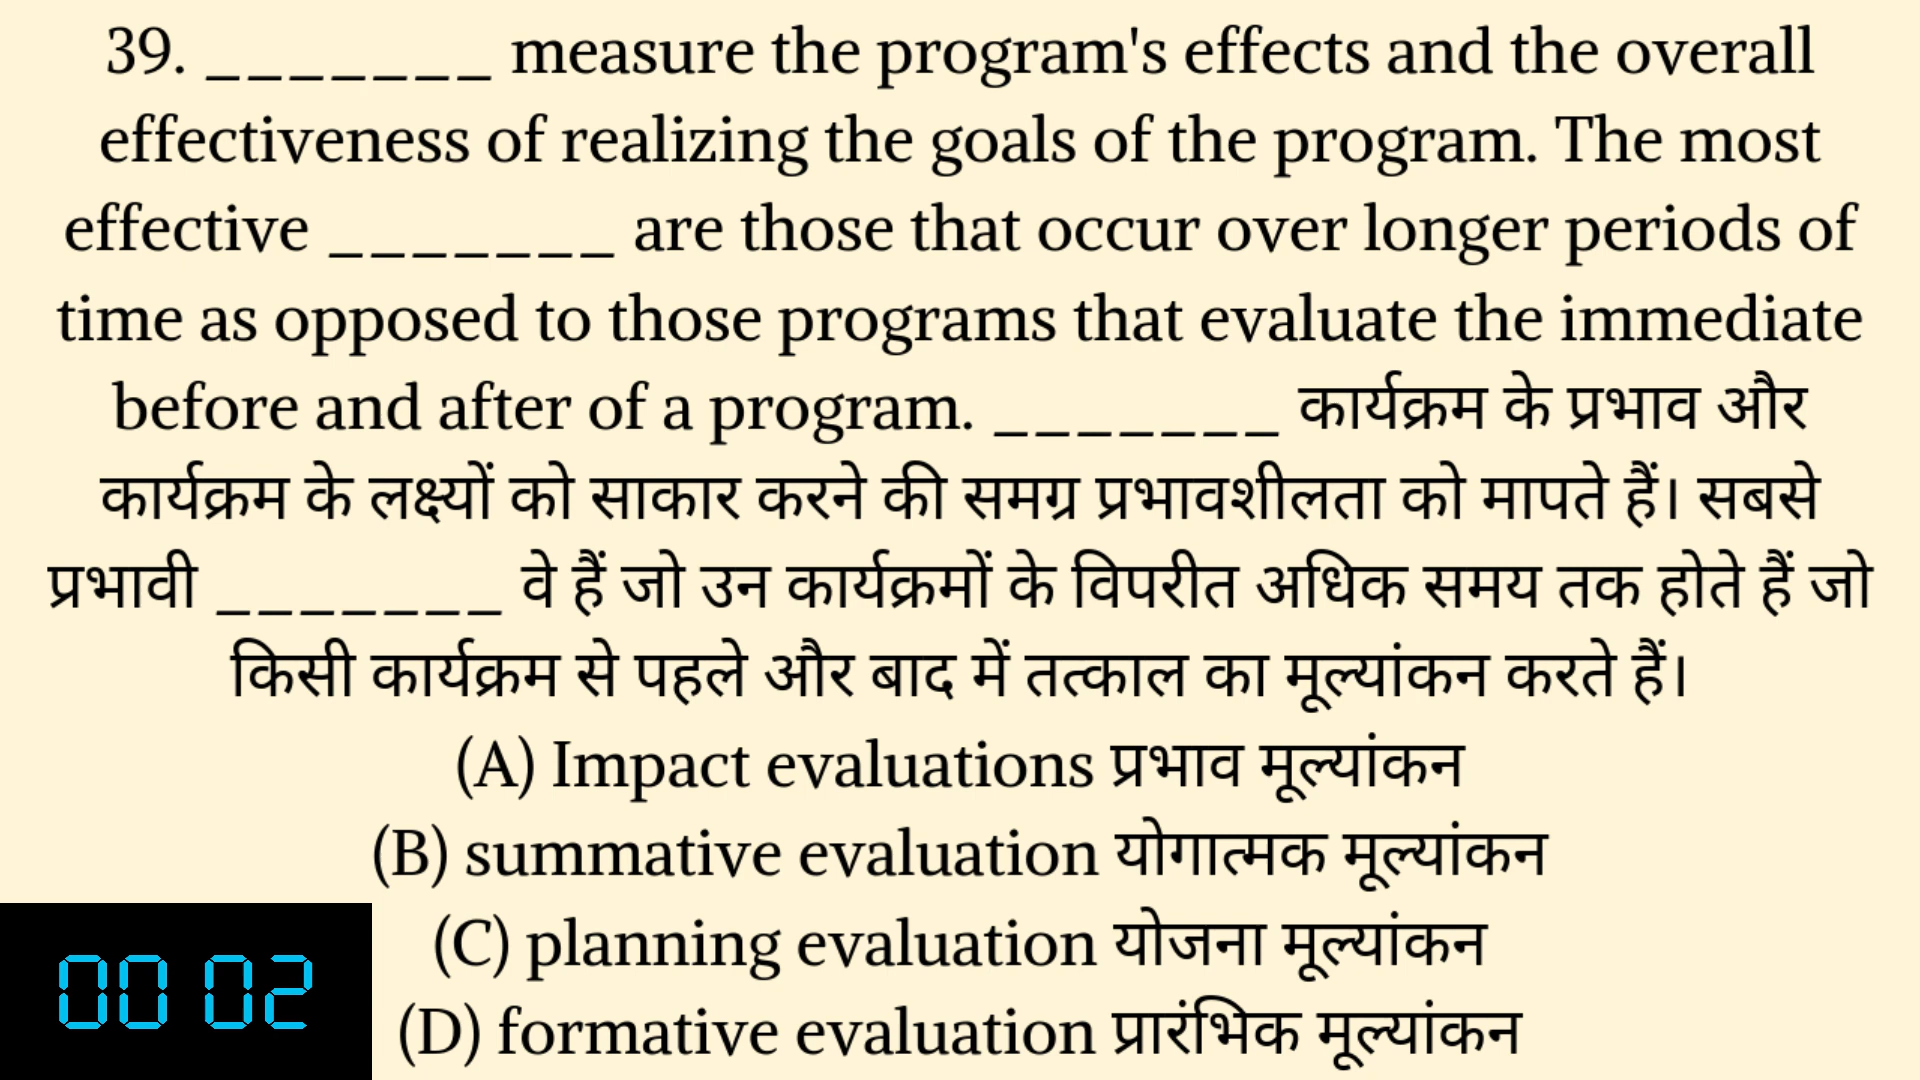 39. _______ measure the program's effects and the overall
effectiveness of realizing the goals of the program. The most
effective _______ are those that occur over longer periods of
time as opposed to those programs that evaluate the immediate
before and after of a program. _______ कार्यक्रम के प्रभाव और
कार्यक्रम के लक्ष्यों को साकार करने की समग्र प्रभावशीलता को मापते हैं। सबसे
प्रभावी _______ वे हैं जो उन कार्यक्रमों के विपरीत अधिक समय तक होते हैं जो
किसी कार्यक्रम से पहले और बाद में तत्काल का मूल्यांकन करते हैं।
(A) Impact evaluations प्रभाव मूल्यांकन
(B) summative evaluation योगात्मक मूल्यांकन
(C) planning evaluation योजना मूल्यांकन
(D) formative evaluation प्रारंभिक मूल्यांकन
00 02